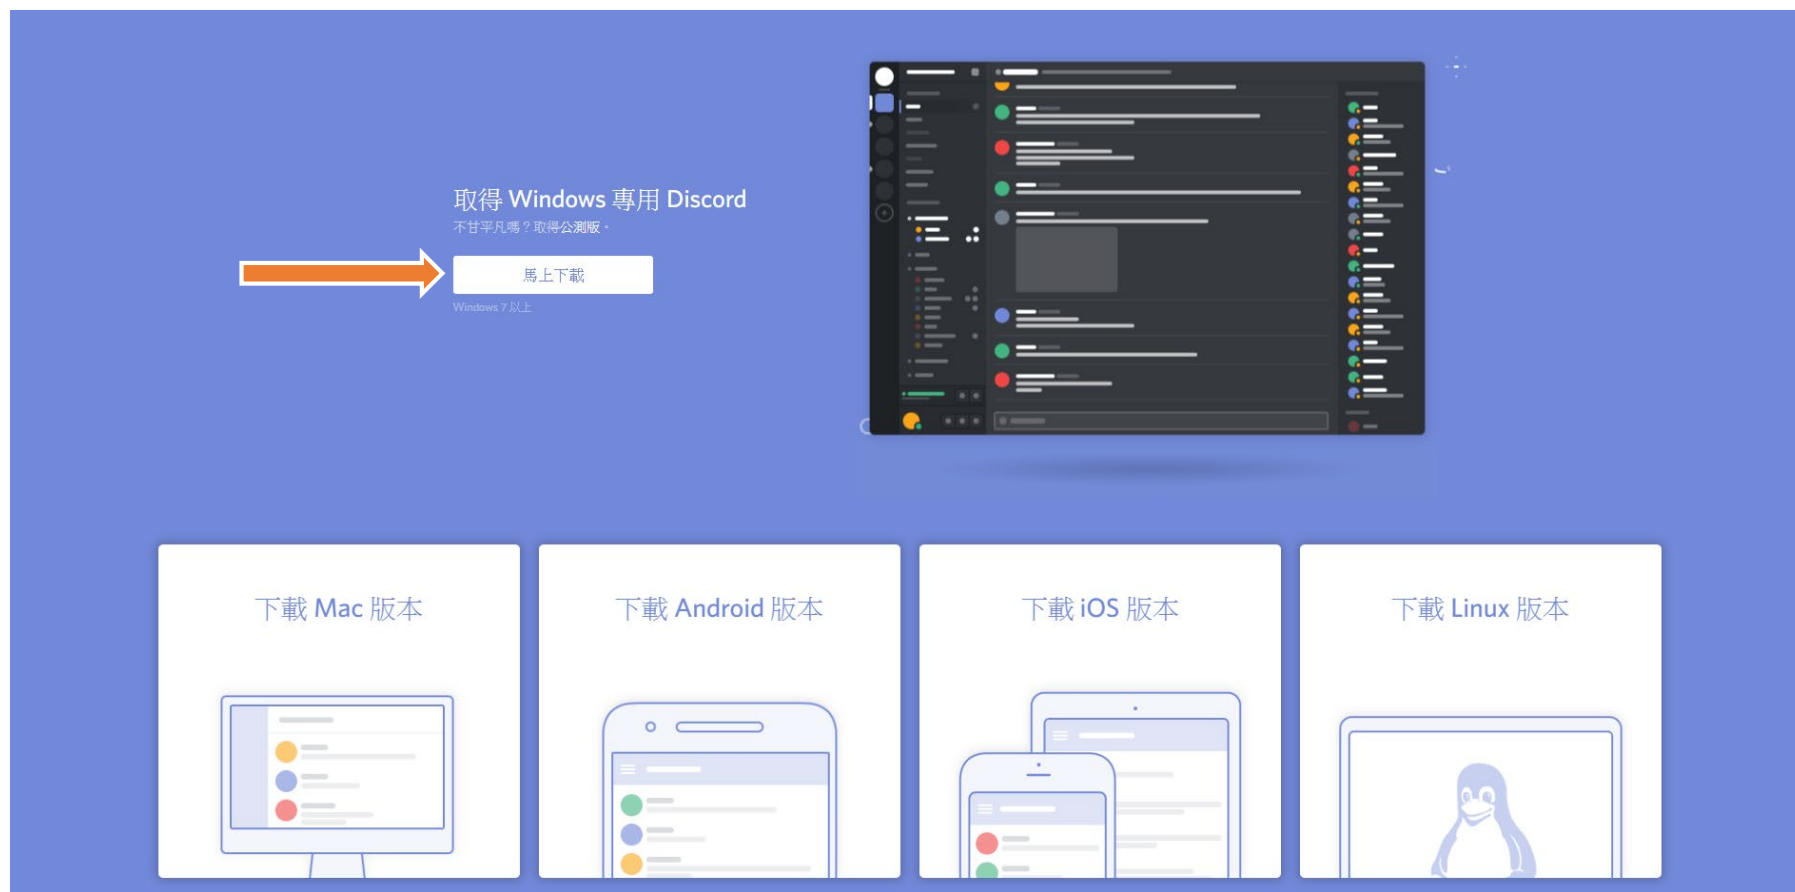 取得 Windows 專用 Discord
不甘平凡嗎？取得公測版。
馬上下載
Windows 7 以上
下載 Mac 版本
下載 Android 版本
下載 iOS 版本
下載 Linux 版本